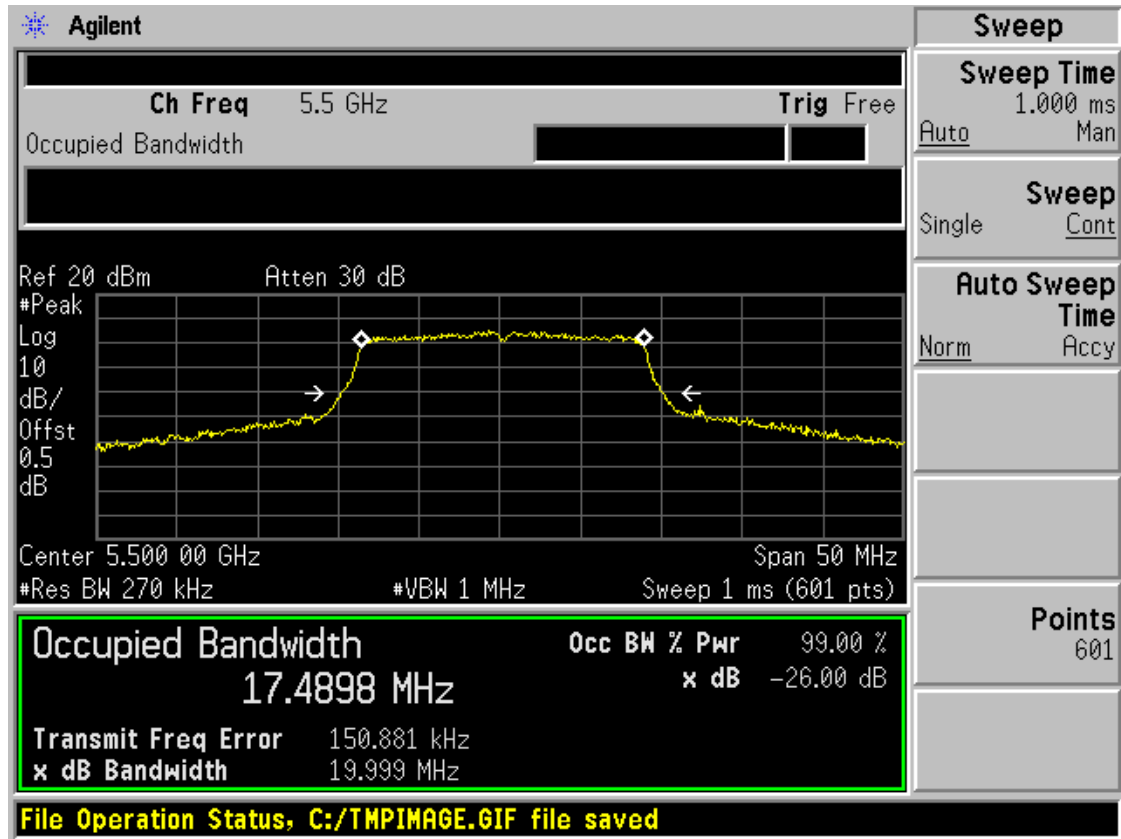 Agilent
Ch Freq 5.5 GHz Trig Free
Occupied Bandwidth
Ref 20 dBm Atten 30 dB
#Peak
Log
10
dB/
Offst
0.5
dB
Center 5.500 00 GHz Span 50 MHz
#Res BW 270 kHz #VBW 1 MHz Sweep 1 ms (601 pts)
Occupied Bandwidth
17.4898 MHz
Occ BW % Pwr 99.00 %
x dB -26.00 dB
Transmit Freq Error 150.881 kHz
x dB Bandwidth 19.999 MHz
File Operation Status, C:/TMPIMAGE.GIF file saved
Sweep
Sweep Time
1.000 ms
Auto Man
Sweep
Single Cont
Auto Sweep
Time
Norm Accy
Points
601